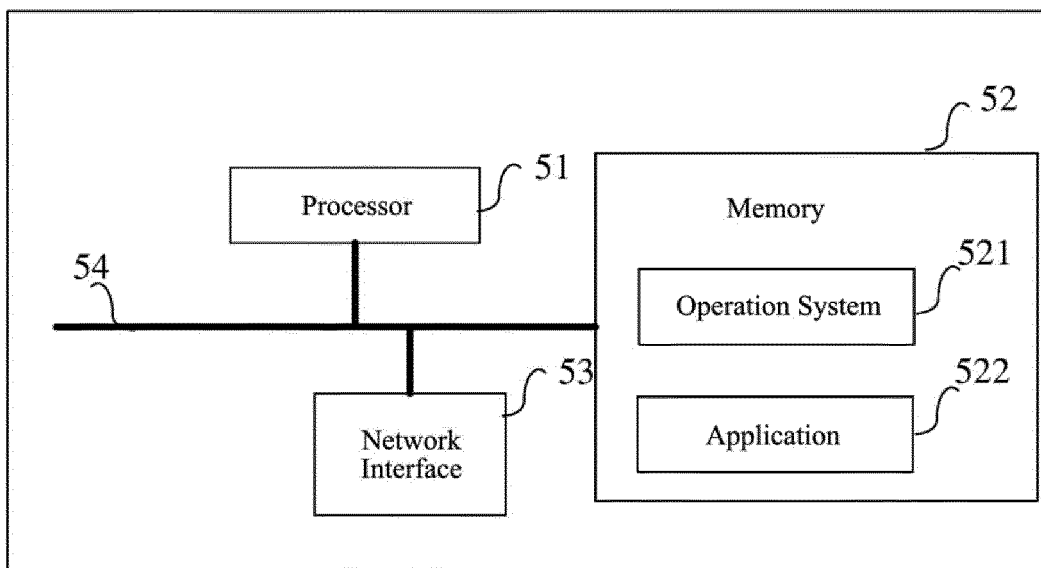 52
51
Processor
Memory
54
521
Operation System
53
522
Network
Interface
Application